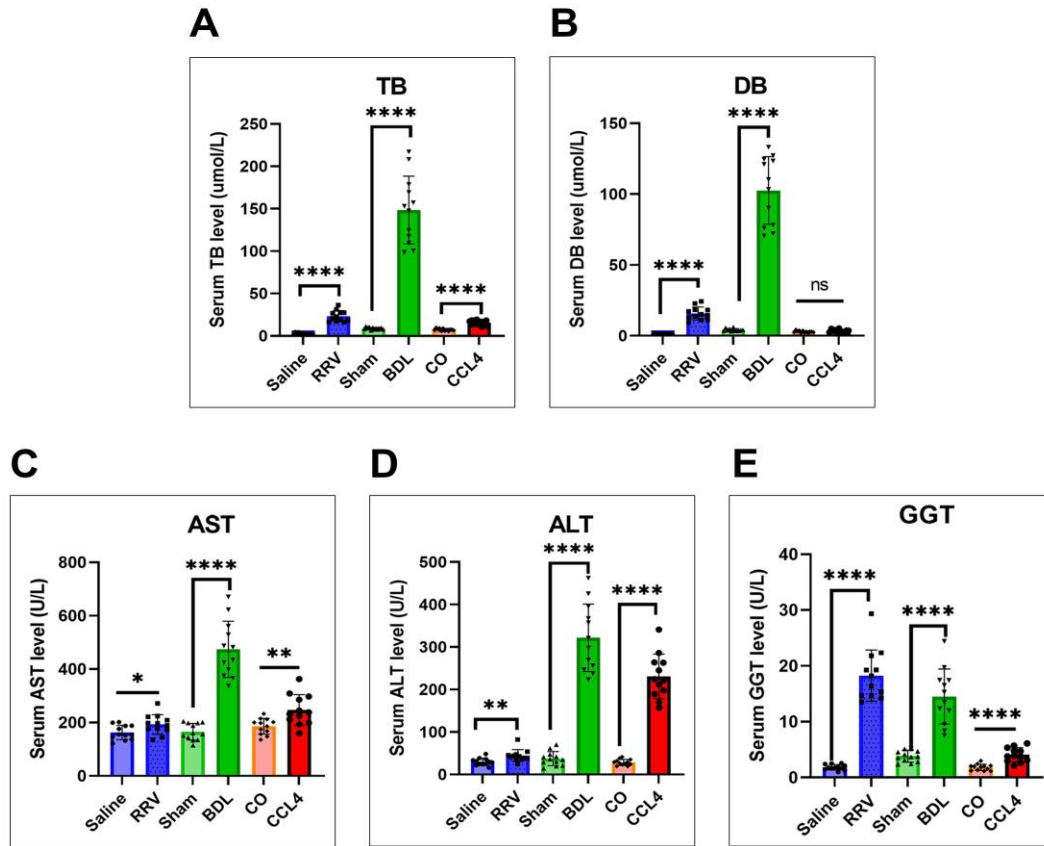 A
TB
Serum TB level (umol/L)
250
200
150
100
50
0
****
****
****
Saline
RRV
Sham
BDL
CO
CCL4
B
DB
Serum DB level (umol/L)
150
100
50
0
****
****
ns
Saline
RRV
Sham
BDL
CO
CCL4
C
AST
Serum AST level (U/L)
800
600
400
200
0
*
****
**
Saline
RRV
Sham
BDL
CO
CCL4
D
ALT
Serum ALT level (U/L)
500
400
300
200
100
0
**
****
****
Saline
RRV
Sham
BDL
CO
CCL4
E
GGT
Serum GGT level (U/L)
40
30
20
10
0
****
****
****
Saline
RRV
Sham
BDL
CO
CCL4